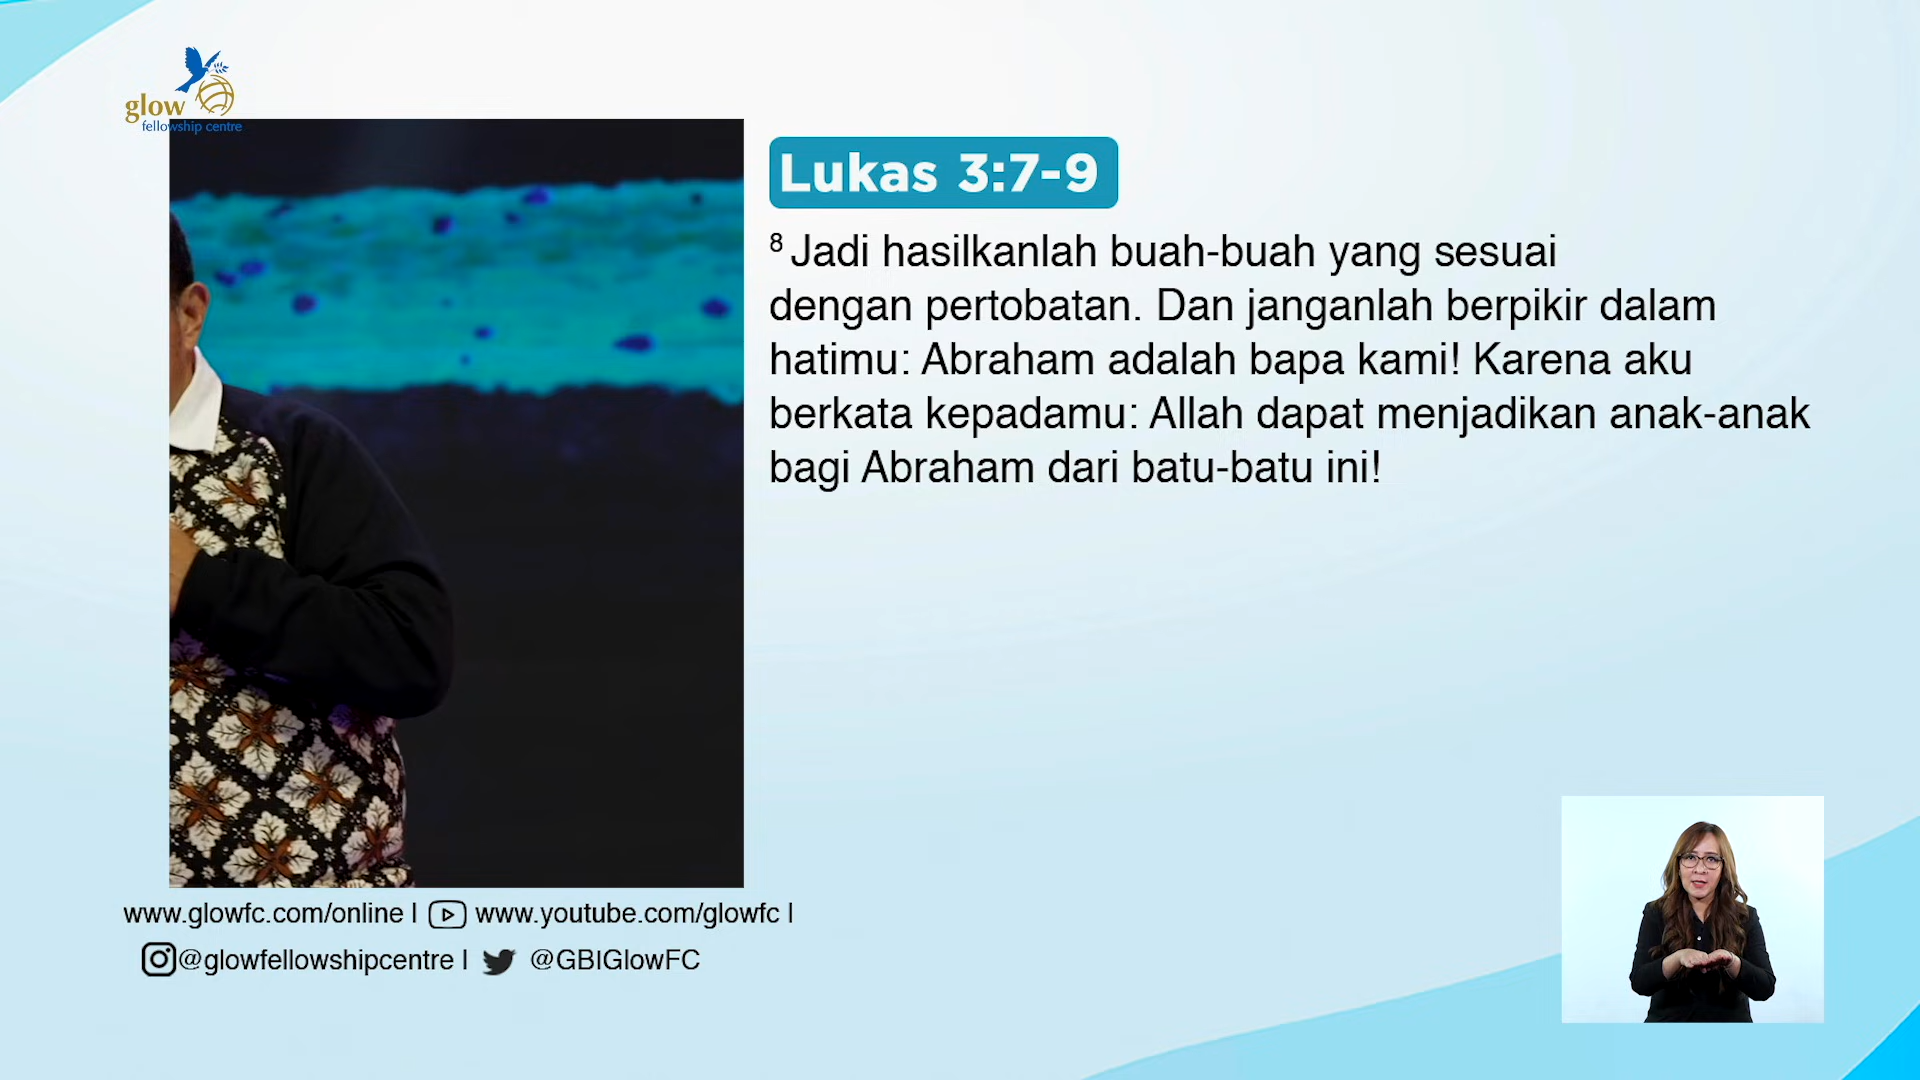 glow
fellowship centre
Lukas 3:7-9
8 Jadi hasilkanlah buah-buah yang sesuai
dengan pertobatan. Dan janganlah berpikir dalam
hatimu: Abraham adalah bapa kami! Karena aku
berkata kepadamu: Allah dapat menjadikan anak-anak
bagi Abraham dari batu-batu ini!
www.glowfc.com/online | www.youtube.com/glowfc |
@glowfellowshipcentre | @GBIGlowFC